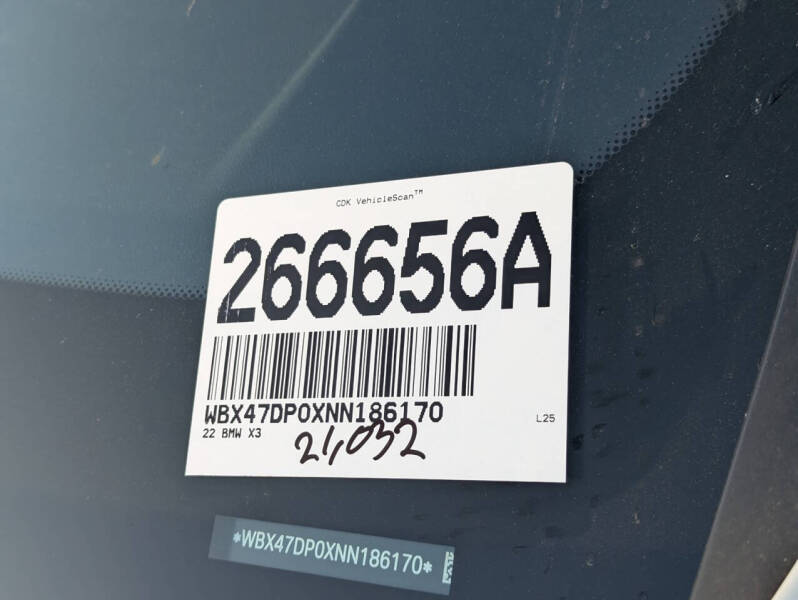 CDK VehicleScan™
266656A
WBX47DP0XNN186170
22 BMW X3
L25
21,032
*WBX47DP0XNN186170*